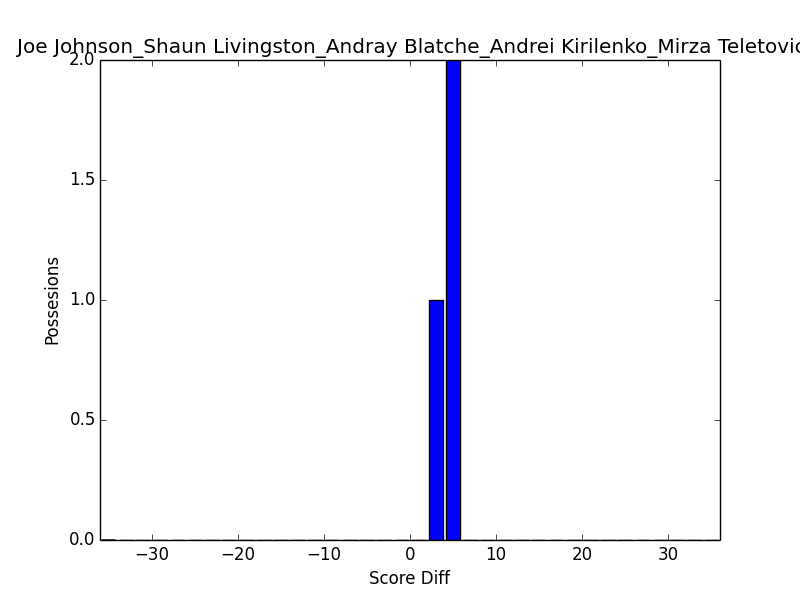 Joe Johnson_Shaun Livingston_Andray Blatche_Andrei Kirilenko_Mirza Teletovic
2.0
1.5
1.0
0.5
0.0
Possesions
−30 −20 −10 0 10 20 30
Score Diff